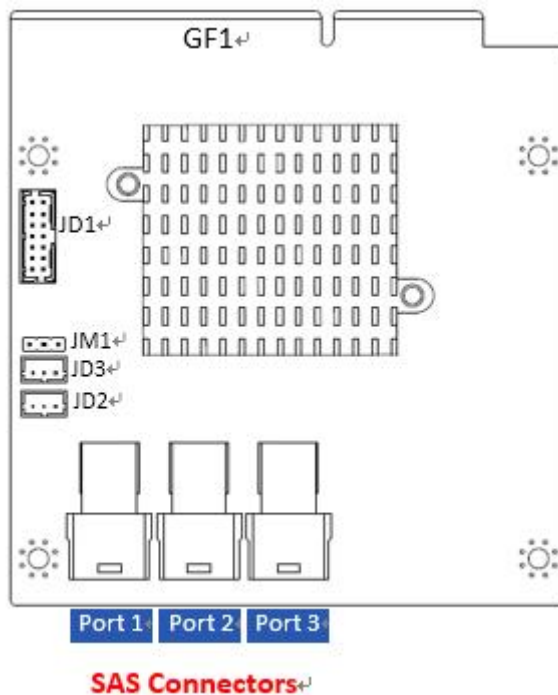 GF1
JD1
JM1
JD3
JD2
Port 1 Port 2 Port 3
SAS Connectors